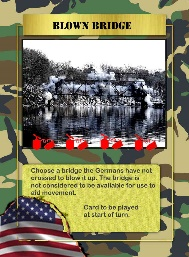 BLOWN BRIDGE
Choose a bridge the Germans have not
crossed to blow it up. The bridge is
not considered to be available for use to
aid movement.
Card to be played
at start of turn.